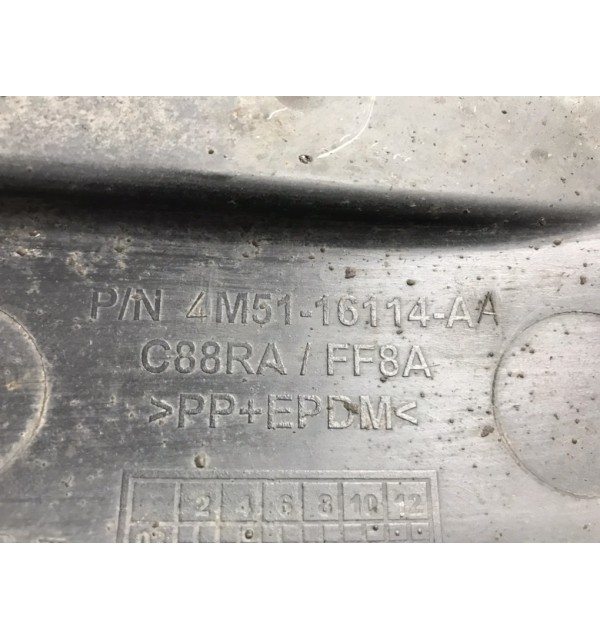 P/N 4M51-16114-AA
C88RA / FF8A
>PP+EPDM<
2 4 6 8 10 12